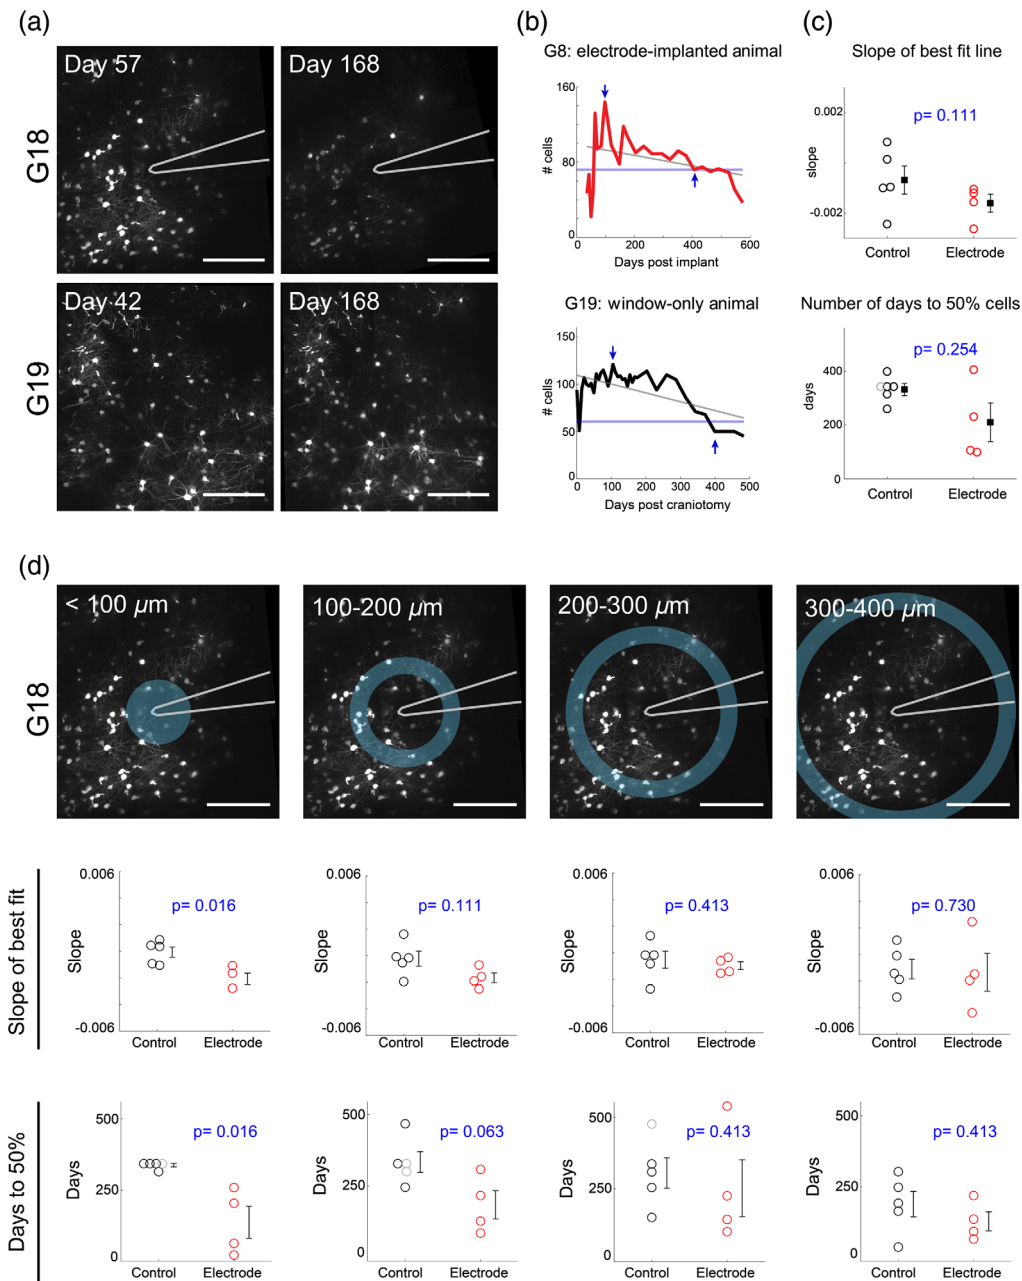 (a)
Day 57
Day 168
G18
Day 42
Day 168
G19
(b)
G8: electrode-implanted animal
160
80
0
# cells
0
200
400
600
Days post implant
G19: window-only animal
150
100
50
0
# cells
0
100
200
300
400
500
Days post craniotomy
(c)
Slope of best fit line
0.002
-0.002
slope
p= 0.111
Control
Electrode
Number of days to 50% cells
400
200
0
days
p= 0.254
Control
Electrode
(d)
G18
< 100 µm
100-200 µm
200-300 µm
300-400 µm
Slope of best fit
0.006
-0.006
Slope
p= 0.016
Control
Electrode
0.006
-0.006
Slope
p= 0.111
Control
Electrode
0.006
-0.006
Slope
p= 0.413
Control
Electrode
0.006
-0.006
Slope
p= 0.730
Control
Electrode
Days to 50%
500
250
0
Days
p= 0.016
Control
Electrode
500
250
0
Days
p= 0.063
Control
Electrode
500
250
0
Days
p= 0.413
Control
Electrode
500
250
0
Days
p= 0.413
Control
Electrode